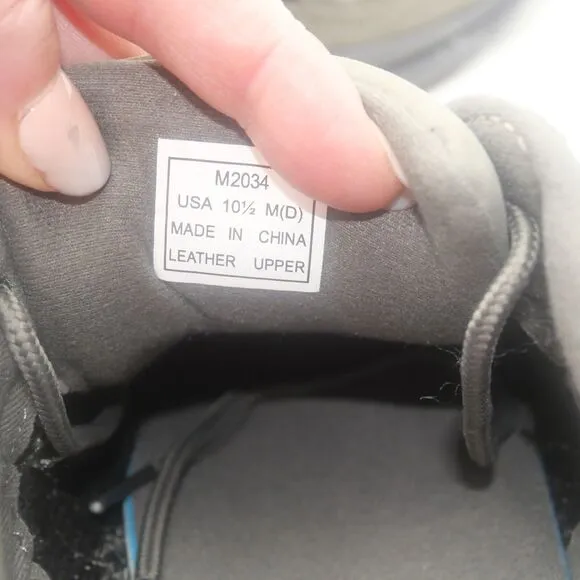 M2034
USA 10½ M(D)
MADE IN CHINA
LEATHER UPPER